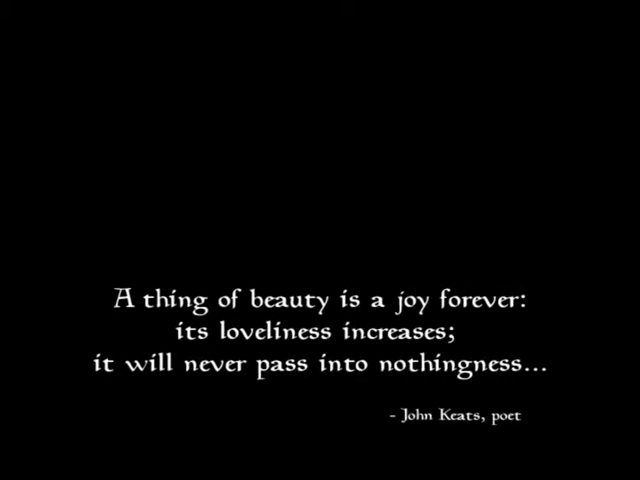 A thing of beauty is a joy forever:
its loveliness increases;
it will never pass into nothingness...
- John Keats, poet